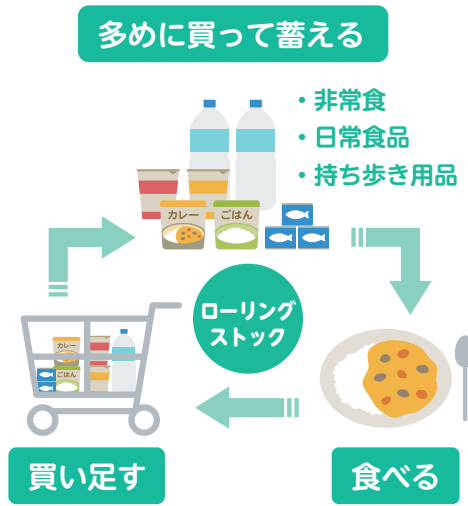 多めに買って蓄える
・非常食
・日常食品
・持ち歩き用品
カレー
ごはん
ローリング
ストック
カレー
ごはん
買い足す
食べる